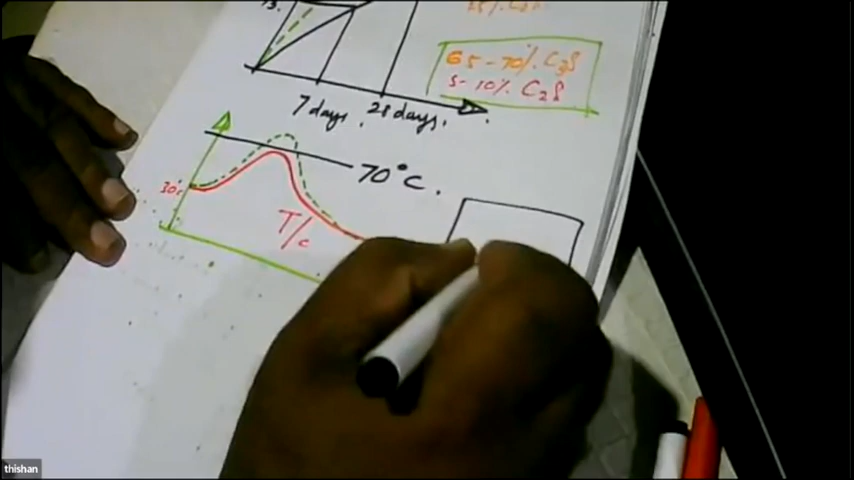 65-70% C3S
5-10% C2S
7 days, 28 days.
70°C.
30°c
T/c
thishan